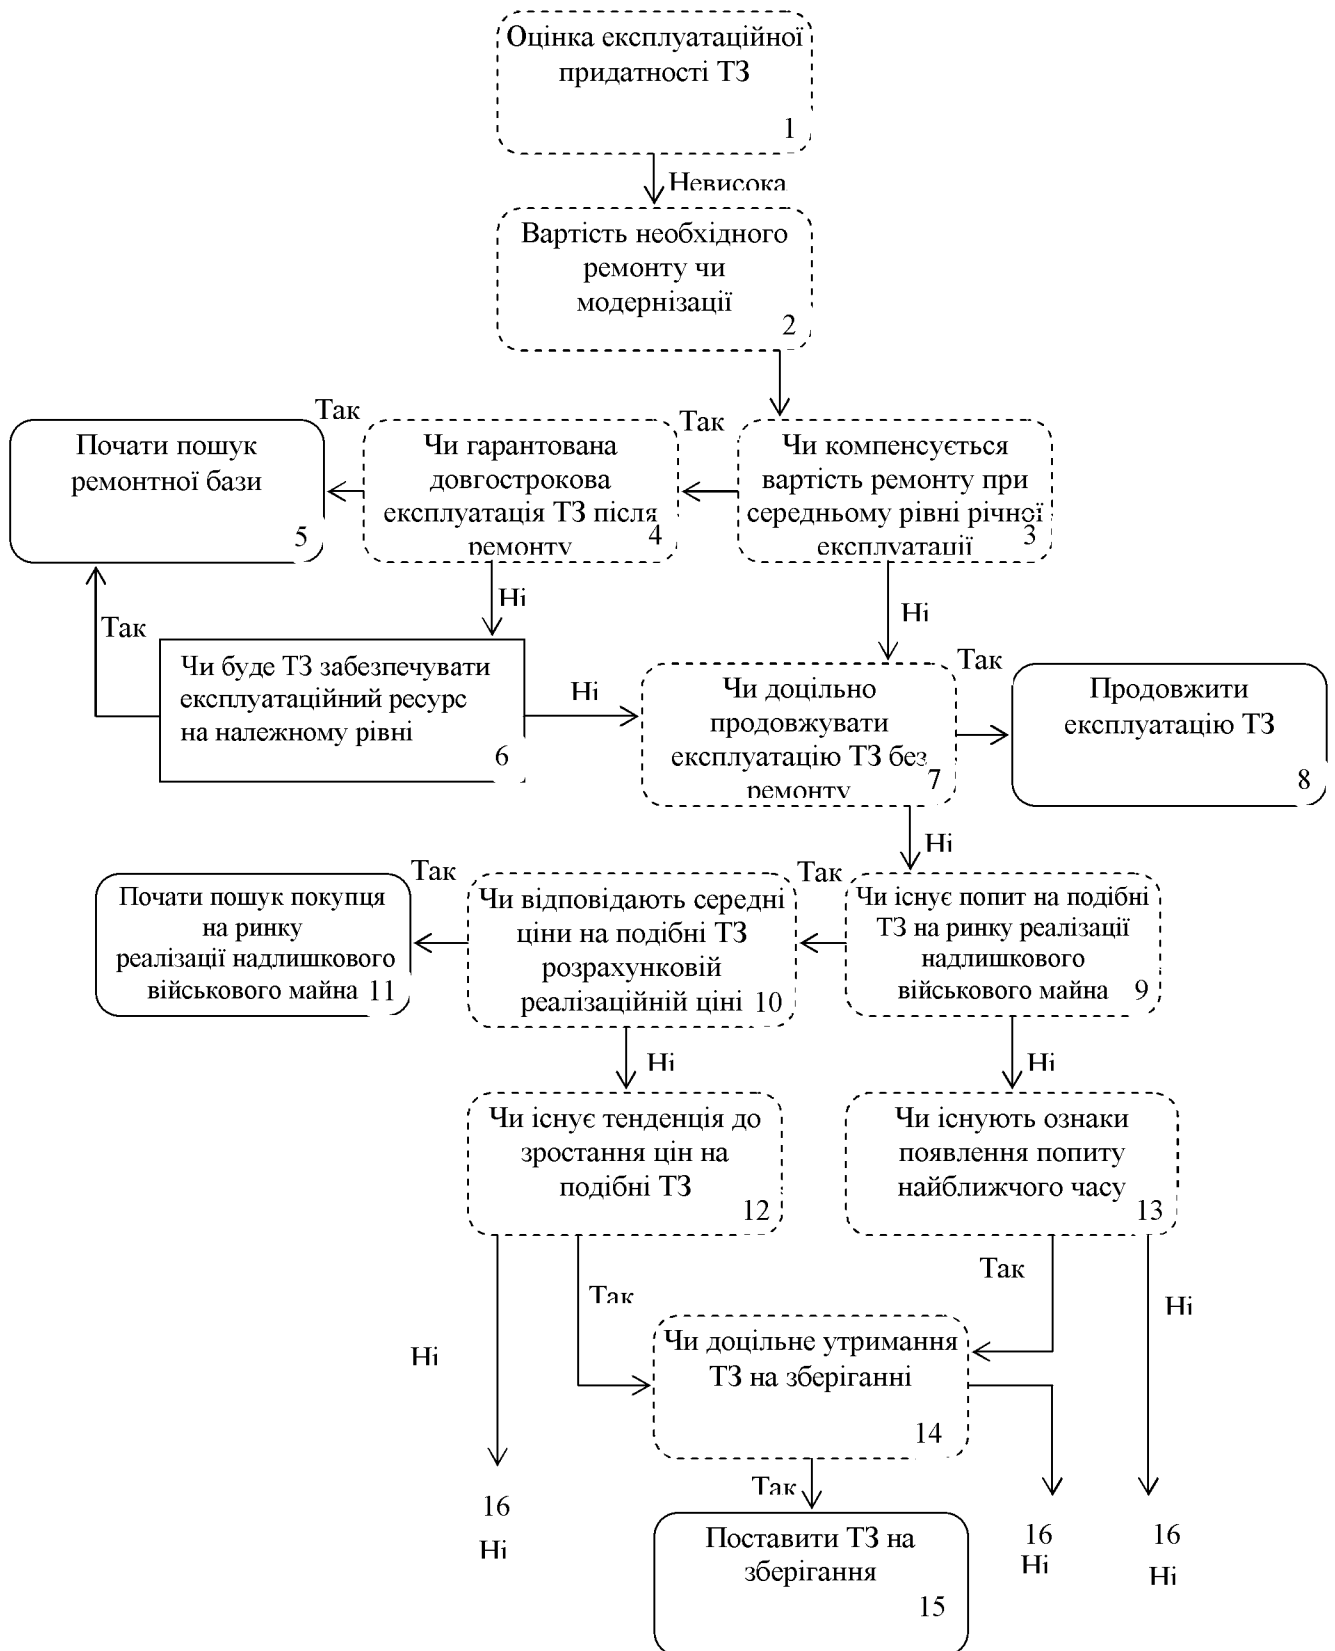 Оцінка експлуатаційної
придатності ТЗ
1
Невисока
Вартість необхідного
ремонту чи
модернізації
2
Так
Почати пошук
ремонтної бази
5
Чи гарантована
довгострокова
експлуатація ТЗ після
ремонту
4
Так
Чи компенсується
вартість ремонту при
середньому рівні річної
експлуатації
3
Ні
Ні
Так
Чи буде ТЗ забезпечувати
експлуатаційний ресурс
на належному рівні
6
Ні
Чи доцільно
продовжувати
експлуатацію ТЗ без
ремонту
7
Так
Продовжити
експлуатацію ТЗ
8
Ні
Так
Почати пошук покупця
на ринку
реалізації надлишкового
військового майна
11
Чи відповідають середні
ціни на подібні ТЗ
розрахунковій
реалізаційній ціні
10
Так
Чи існує попит на подібні
ТЗ на ринку реалізації
надлишкового
військового майна
9
Ні
Ні
Чи існує тенденція до
зростання цін на
подібні ТЗ
12
Чи існують ознаки
появлення попиту
найближчого часу
13
Так
Так
Ні
Ні
Чи доцільне утримання
ТЗ на зберіганні
14
Так
16
Ні
Поставити ТЗ на
зберігання
15
16
Ні
16
Ні